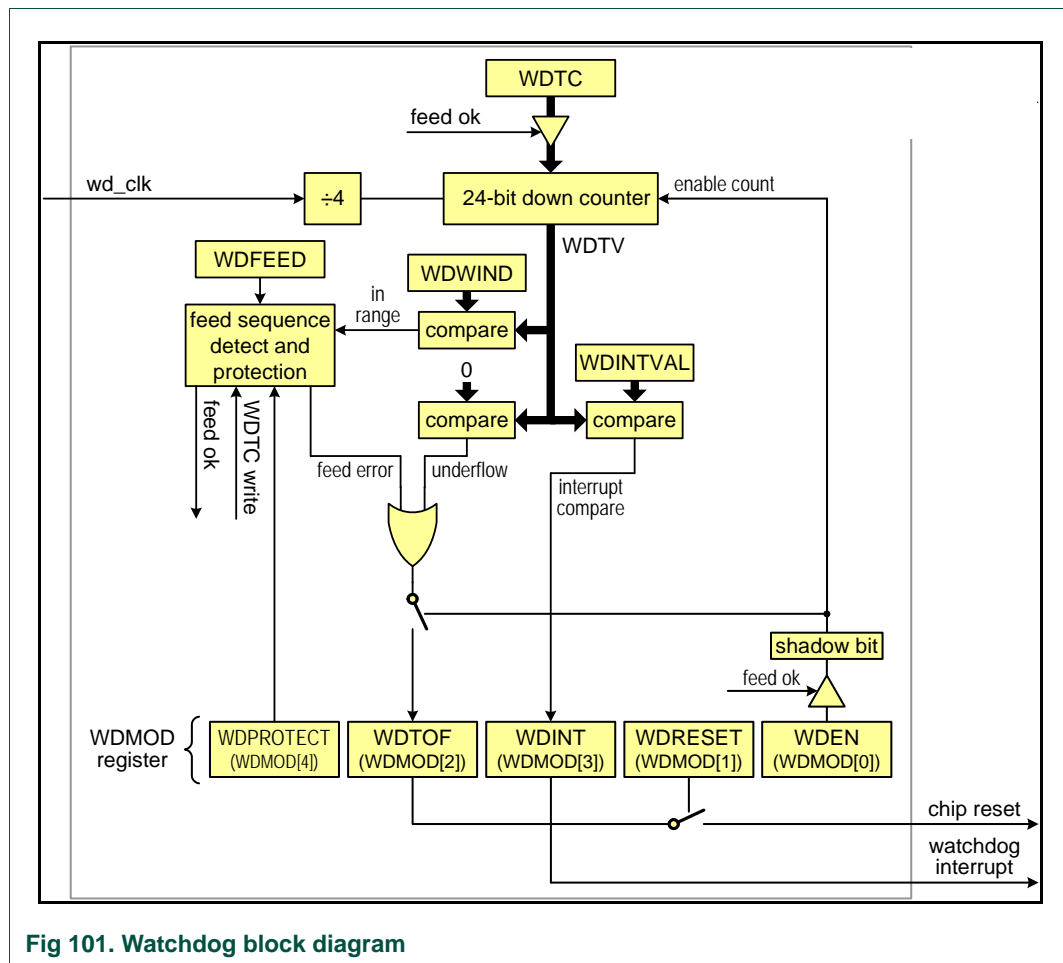 WDTC
feed ok
wd_clk
÷4
24-bit down counter
enable count
WDTV
WDFEED
WDWIND
in
range
feed sequence
detect and
protection
compare
0
WDINTVAL
compare
compare
feed ok
WDTC write
feed error
underflow
interrupt
compare
shadow bit
feed ok
WDMOD
register
WDPROTECT
(WDMOD[4])
WDTOF
(WDMOD[2])
WDINT
(WDMOD[3])
WDRESET
(WDMOD[1])
WDEN
(WDMOD[0])
chip reset
watchdog
interrupt
Fig 101. Watchdog block diagram